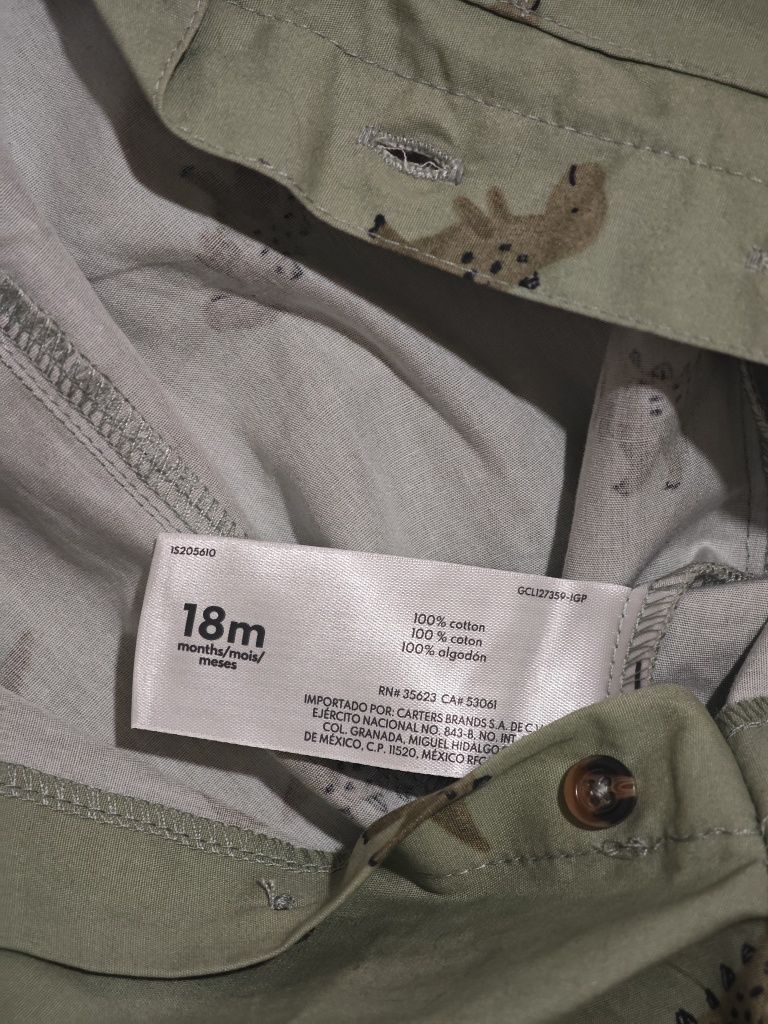 1S205610
GCL127359-IGP
18m
months/mois/
meses
100% cotton
100 % coton
100% algodón
RN# 35623 CA# 53061
IMPORTADO POR: CARTERS BRANDS S.A. DE C.V.
EJÉRCITO NACIONAL NO. 843-B. NO. INT.
COL. GRANADA, MIGUEL HIDALGO
DE MÉXICO, C.P. 11520, MÉXICO RFC